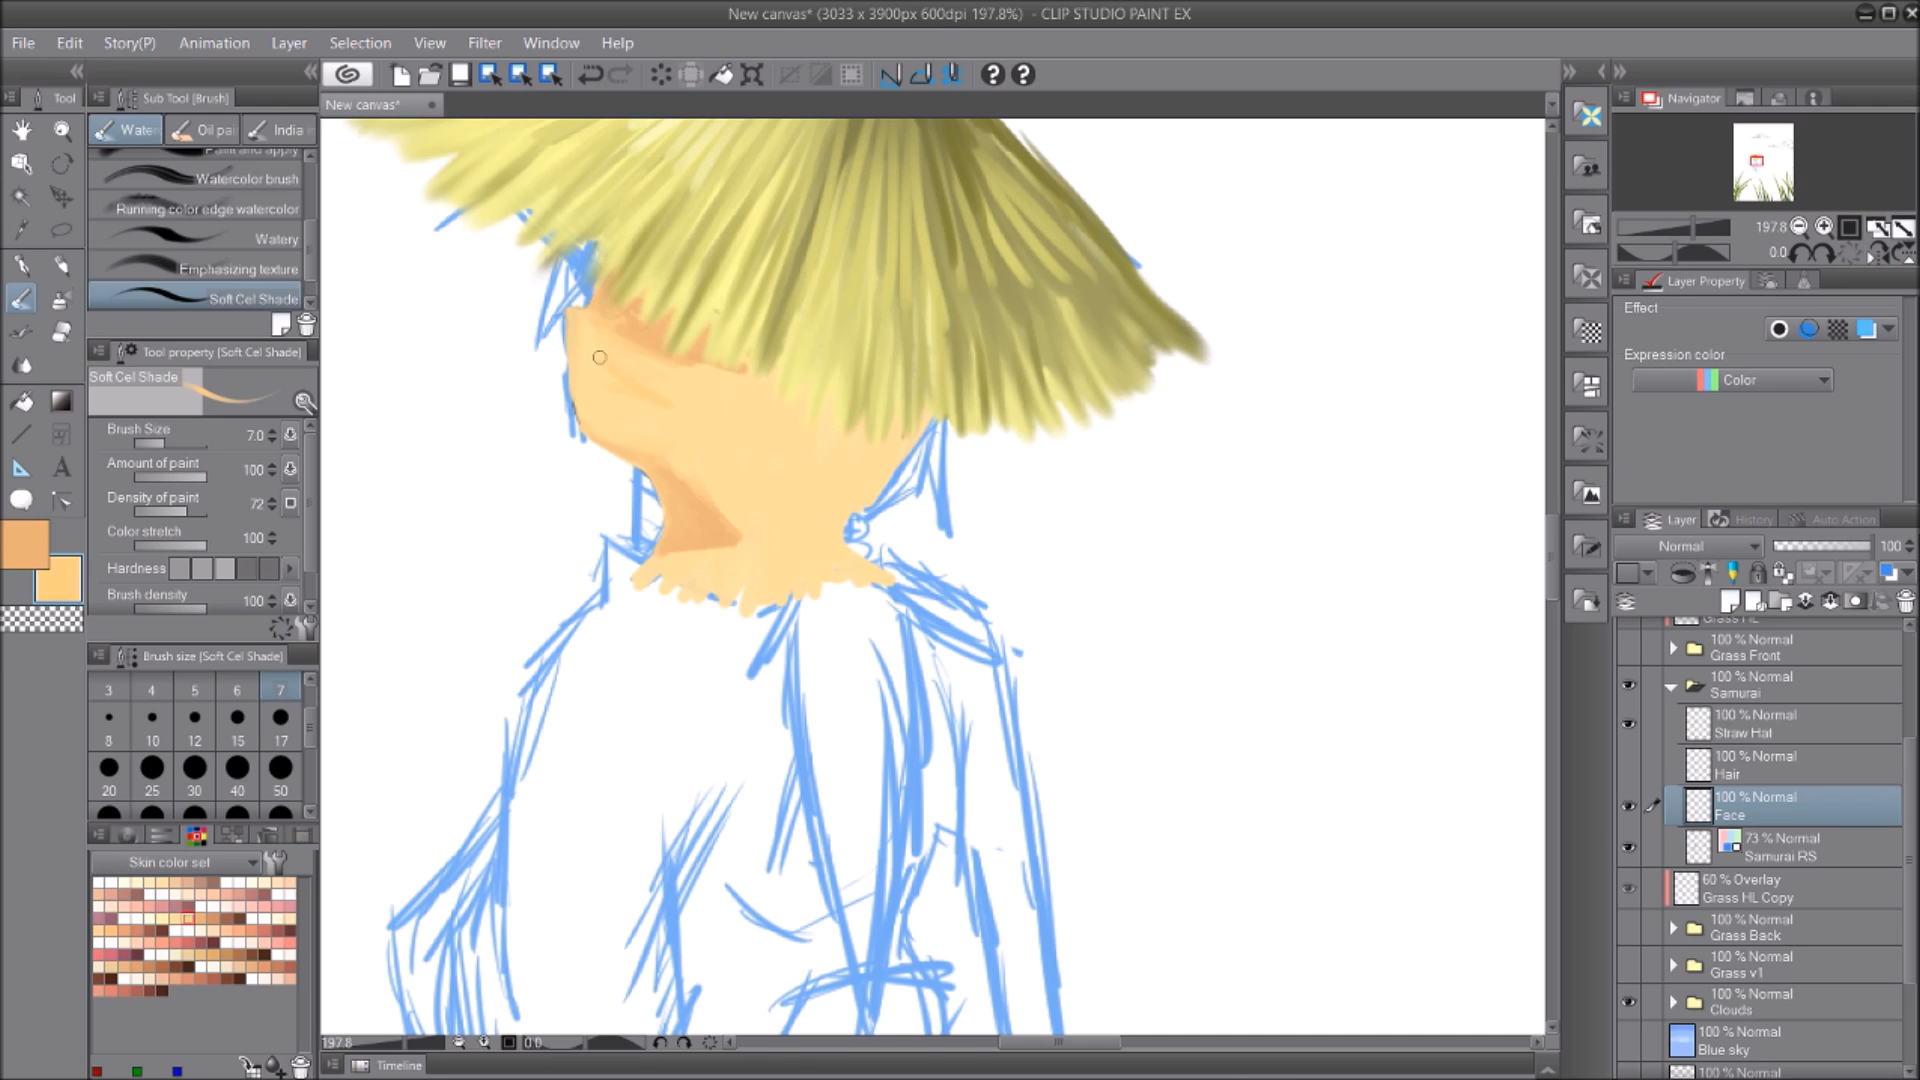 New canvas* (3033 x 3900px 600dpi 197.8%) - CLIP STUDIO PAINT EX
File Edit Story(P) Animation Layer Selection View Filter Window Help
Tool
Sub Tool [Brush]
New canvas*
Navigator
Water
Oil pai
India
Paint and apply
Watercolor brush
Running color edge watercolor
Watery
Emphasizing texture
Soft Cel Shade
197.8
0.0
Layer Property
Effect
Expression color
Color
Tool property [Soft Cel Shade]
Soft Cel Shade
Brush Size 7.0
Amount of paint 100
Density of paint 72
Color stretch 100
Hardness
Brush density 100
Layer History Auto Action
Normal 100
Grass HL
100 % Normal
Grass Front
100 % Normal
Samurai
100 % Normal
Straw Hat
100 % Normal
Hair
100 % Normal
Face
73 % Normal
Samurai RS
60 % Overlay
Grass HL Copy
100 % Normal
Grass Back
100 % Normal
Grass v1
100 % Normal
Clouds
100 % Normal
Blue sky
100 % Normal
Brush size [Soft Cel Shade]
3 4 5 6 7
8 10 12 15 17
20 25 30 40 50
Skin color set
197.8
0.0
Timeline